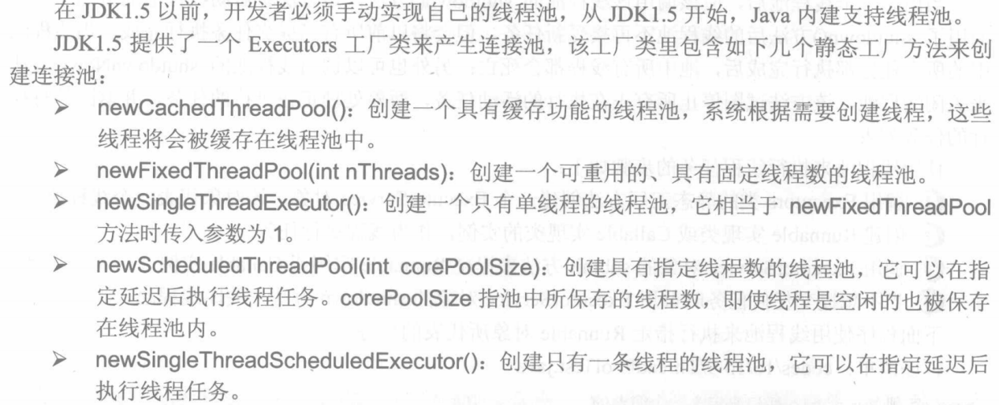 在 JDK1.5 以前，开发者必须手动实现自己的线程池，从 JDK1.5 开始，Java 内建支持线程池。
JDK1.5 提供了一个 Executors 工厂类来产生连接池，该工厂类里包含如下几个静态工厂方法来创
建连接池：
➢ newCachedThreadPool()：创建一个具有缓存功能的线程池，系统根据需要创建线程，这些
线程将会被缓存在线程池中。
➢ newFixedThreadPool(int nThreads)：创建一个可重用的、具有固定线程数的线程池。
➢ newSingleThreadExecutor()：创建一个只有单线程的线程池，它相当于 newFixedThreadPool
方法时传入参数为 1。
➢ newScheduledThreadPool(int corePoolSize)：创建具有指定线程数的线程池，它可以在指
定延迟后执行线程任务。corePoolSize 指池中所保存的线程数，即使线程是空闲的也被保存
在线程池内。
➢ newSingleThreadScheduledExecutor()：创建只有一条线程的线程池，它可以在指定延迟后
执行线程任务。